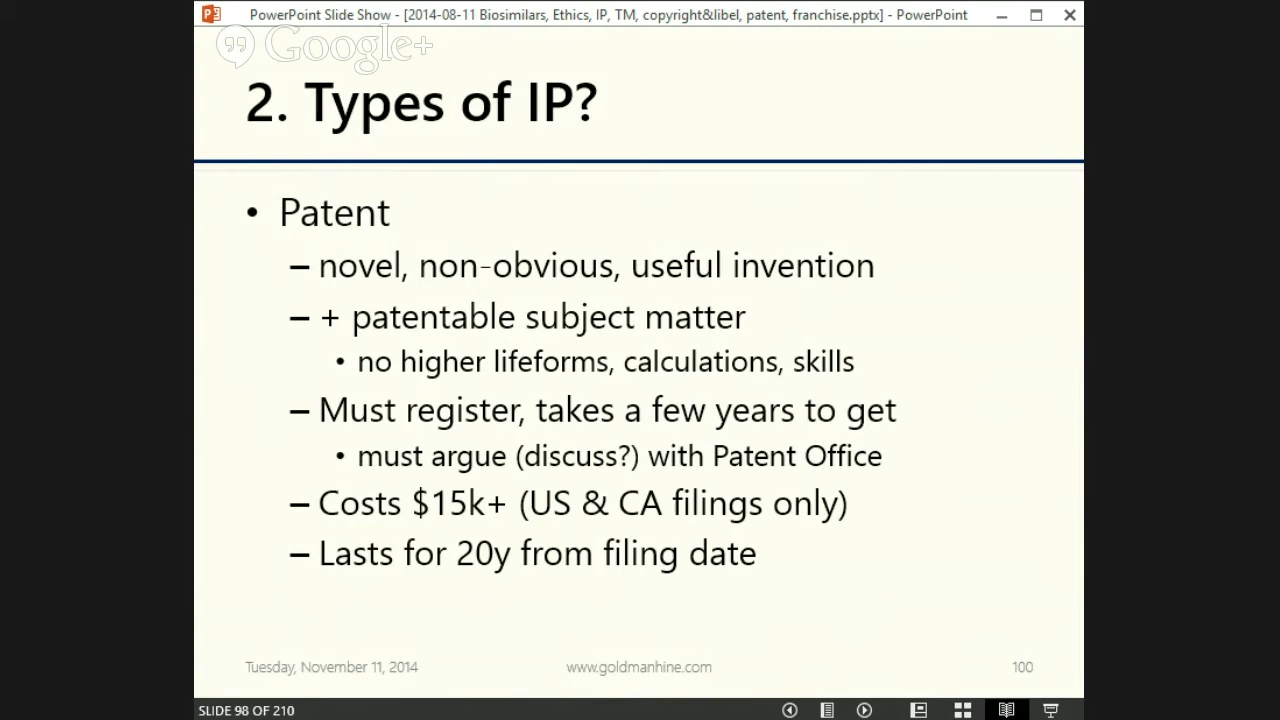 PowerPoint Slide Show - [2014-08-11 Biosimilars, Ethics, IP, TM, copyright&libel, patent, franchise.pptx] - PowerPoint
Google+
2. Types of IP?
• Patent
– novel, non-obvious, useful invention
– + patentable subject matter
• no higher lifeforms, calculations, skills
– Must register, takes a few years to get
• must argue (discuss?) with Patent Office
– Costs $15k+ (US & CA filings only)
– Lasts for 20y from filing date
Tuesday, November 11, 2014 www.goldmanhine.com 100
SLIDE 98 OF 210